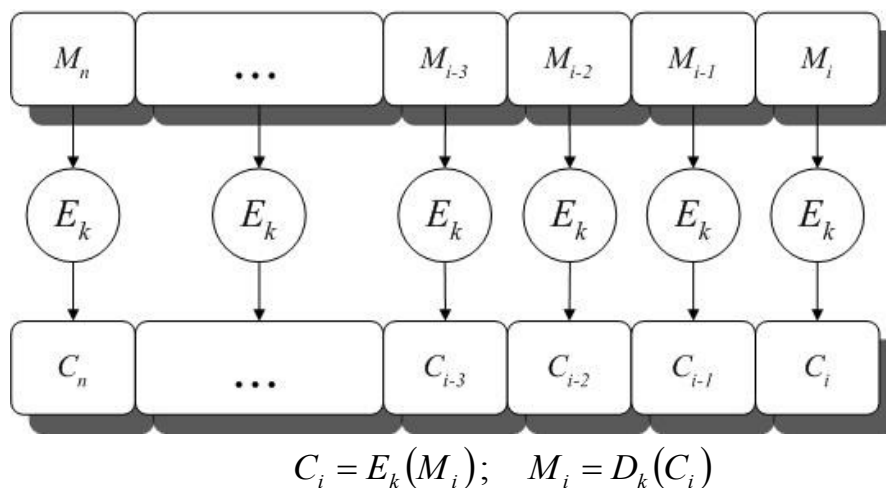 Mₙ ... Mᵢ₋₃ Mᵢ₋₂ Mᵢ₋₁ Mᵢ
Eₖ Eₖ Eₖ Eₖ Eₖ Eₖ
Cₙ ... Cᵢ₋₃ Cᵢ₋₂ Cᵢ₋₁ Cᵢ
Cᵢ = Eₖ(Mᵢ); Mᵢ = Dₖ(Cᵢ)